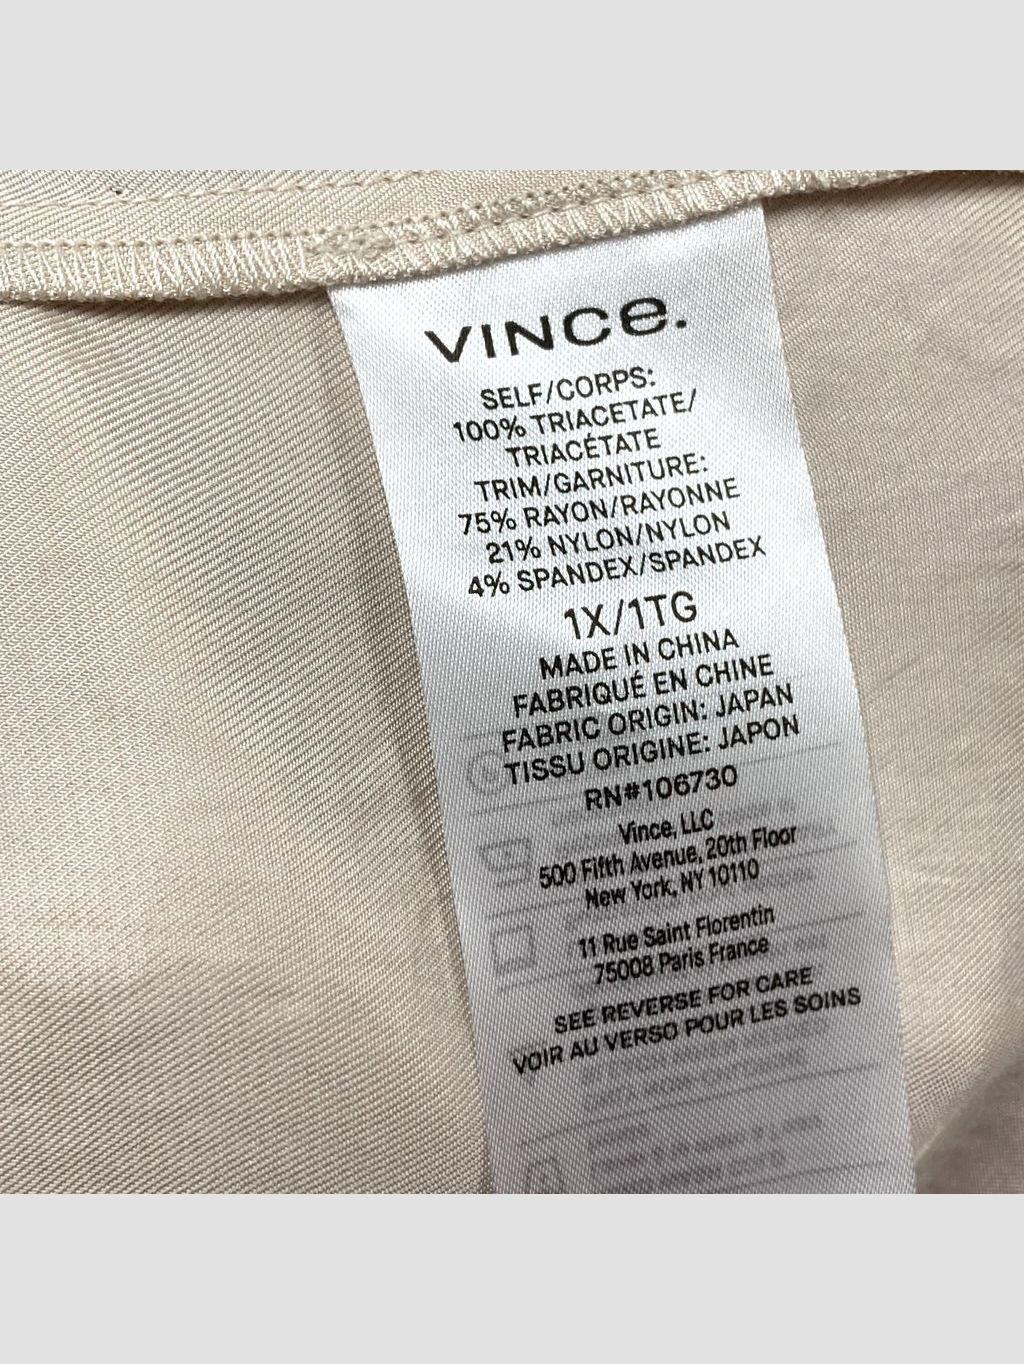 VINCe.
SELF/CORPS:
100% TRIACETATE/
TRIACÉTATE
TRIM/GARNITURE:
75% RAYON/RAYONNE
21% NYLON/NYLON
4% SPANDEX/SPANDEX
1X/1TG
MADE IN CHINA
FABRIQUÉ EN CHINE
FABRIC ORIGIN: JAPAN
TISSU ORIGINE: JAPON
RN#106730
Vince, LLC
500 Fifth Avenue, 20th Floor
New York, NY 10110
11 Rue Saint Florentin
75008 Paris France
SEE REVERSE FOR CARE
VOIR AU VERSO POUR LES SOINS